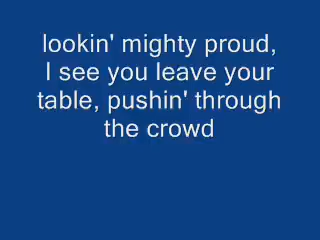 lookin' mighty proud,
I see you leave your
table, pushin' through
the crowd